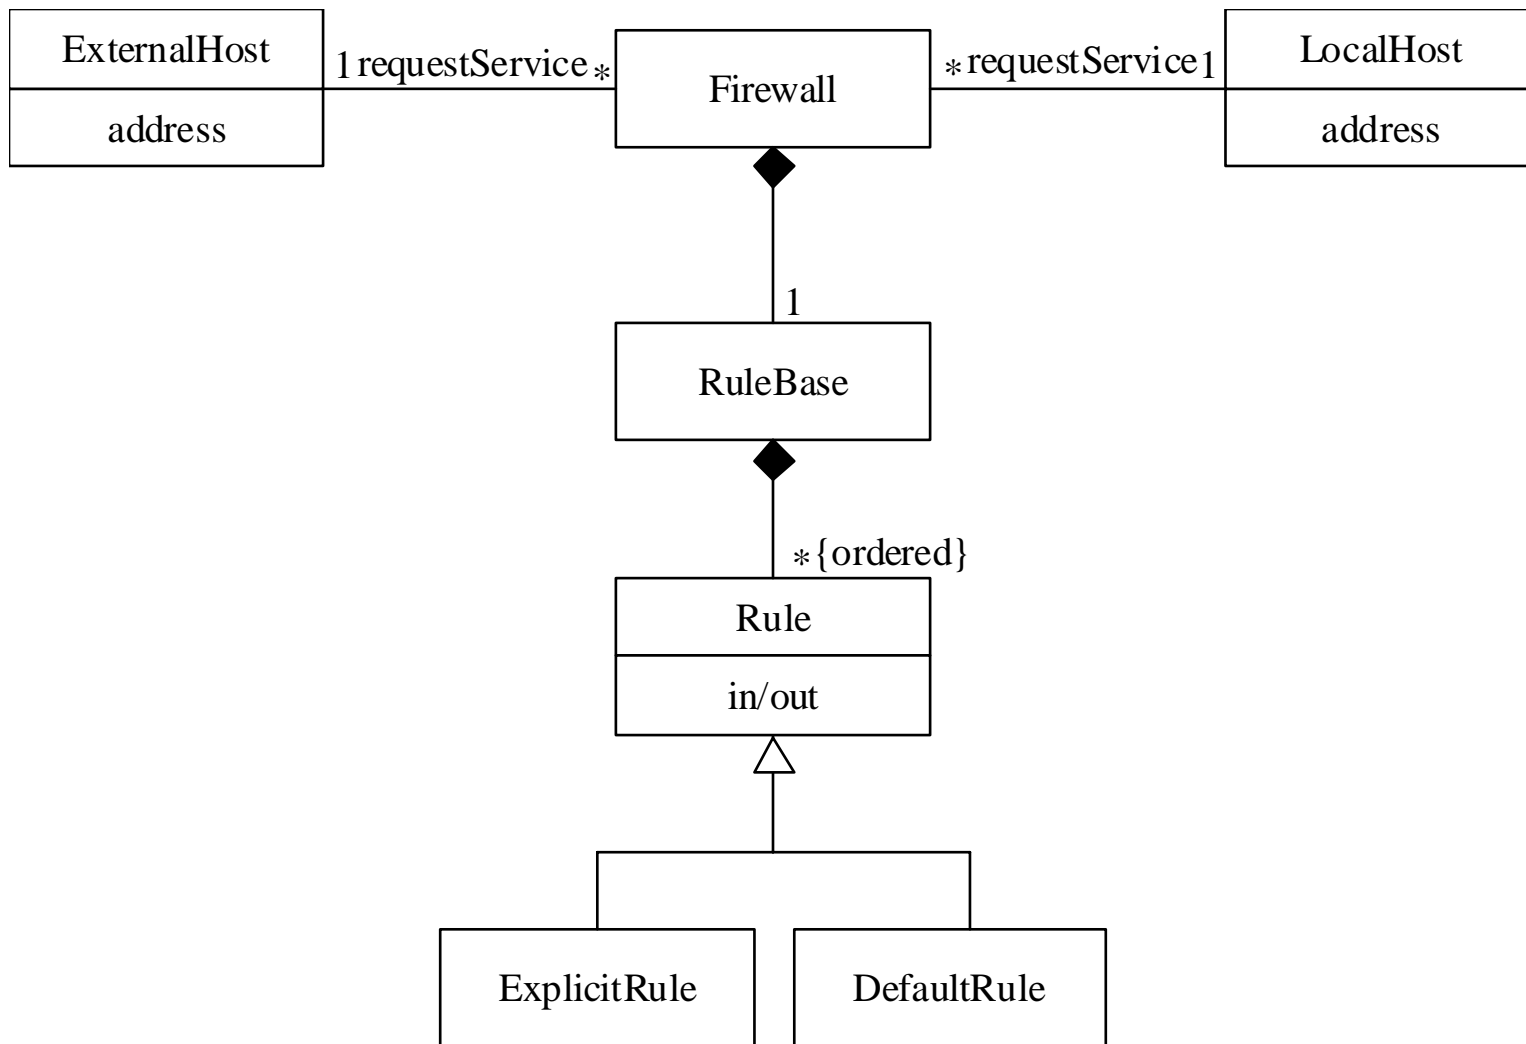 ExternalHost
address
1 requestService *
Firewall
* requestService 1
LocalHost
address
1
RuleBase
* {ordered}
Rule
in/out
ExplicitRule
DefaultRule